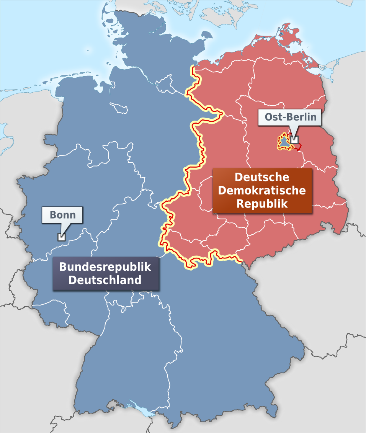 Ost-Berlin
Deutsche
Demokratische
Republik
Bonn
Bundesrepublik
Deutschland